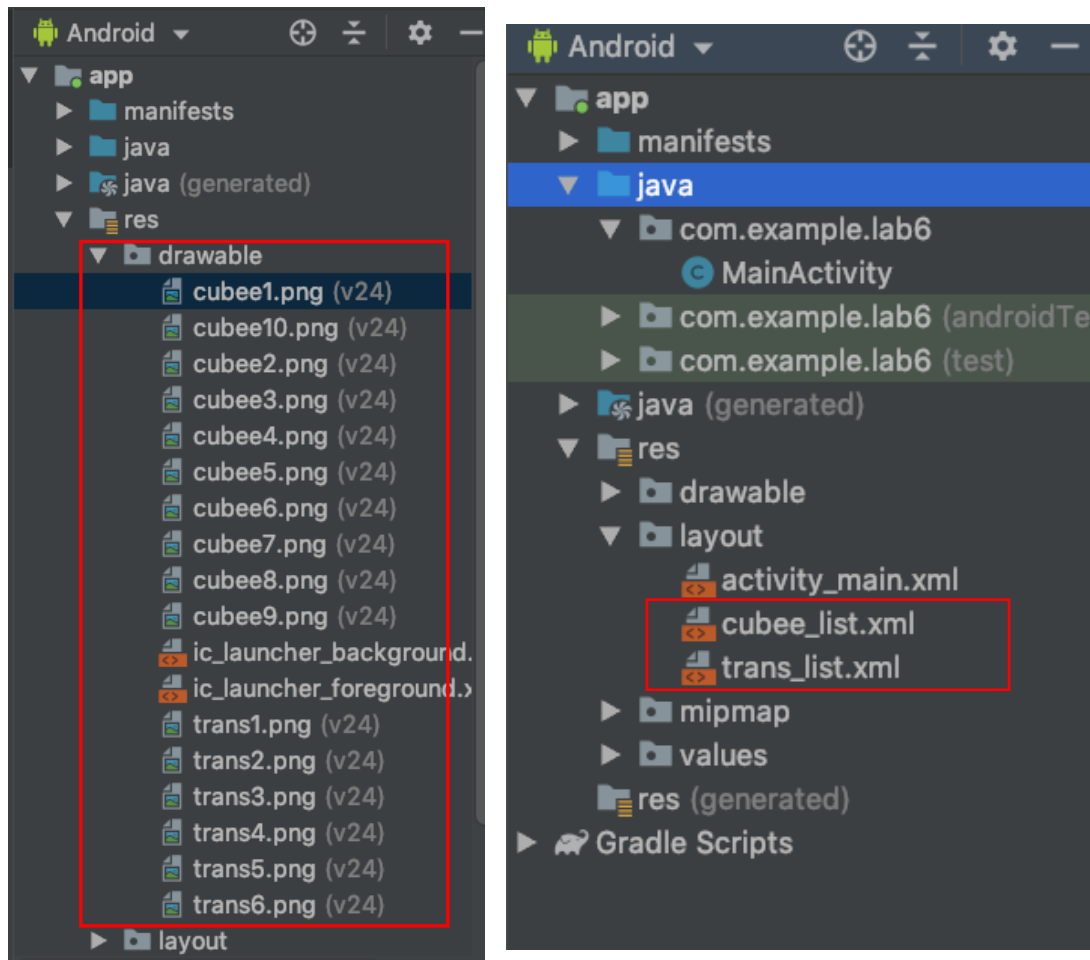 Android
app
manifests
java
java (generated)
res
drawable
cubee1.png (v24)
cubee10.png (v24)
cubee2.png (v24)
cubee3.png (v24)
cubee4.png (v24)
cubee5.png (v24)
cubee6.png (v24)
cubee7.png (v24)
cubee8.png (v24)
cubee9.png (v24)
ic_launcher_background.
ic_launcher_foreground.x
trans1.png (v24)
trans2.png (v24)
trans3.png (v24)
trans4.png (v24)
trans5.png (v24)
trans6.png (v24)
layout
Android
app
manifests
java
com.example.lab6
C MainActivity
com.example.lab6 (androidTe
com.example.lab6 (test)
java (generated)
res
drawable
layout
activity_main.xml
cubee_list.xml
trans_list.xml
mipmap
values
res (generated)
Gradle Scripts